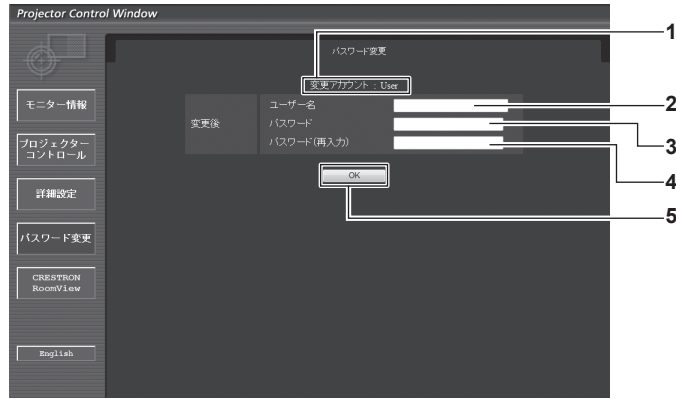 Projector Control Window
パスワード変更
変更アカウント : User
変更後
ユーザー名
パスワード
パスワード(再入力)
OK
モニター情報
プロジェクター
コントロール
詳細設定
パスワード変更
CRESTRON
RoomView
English
1
2
3
4
5